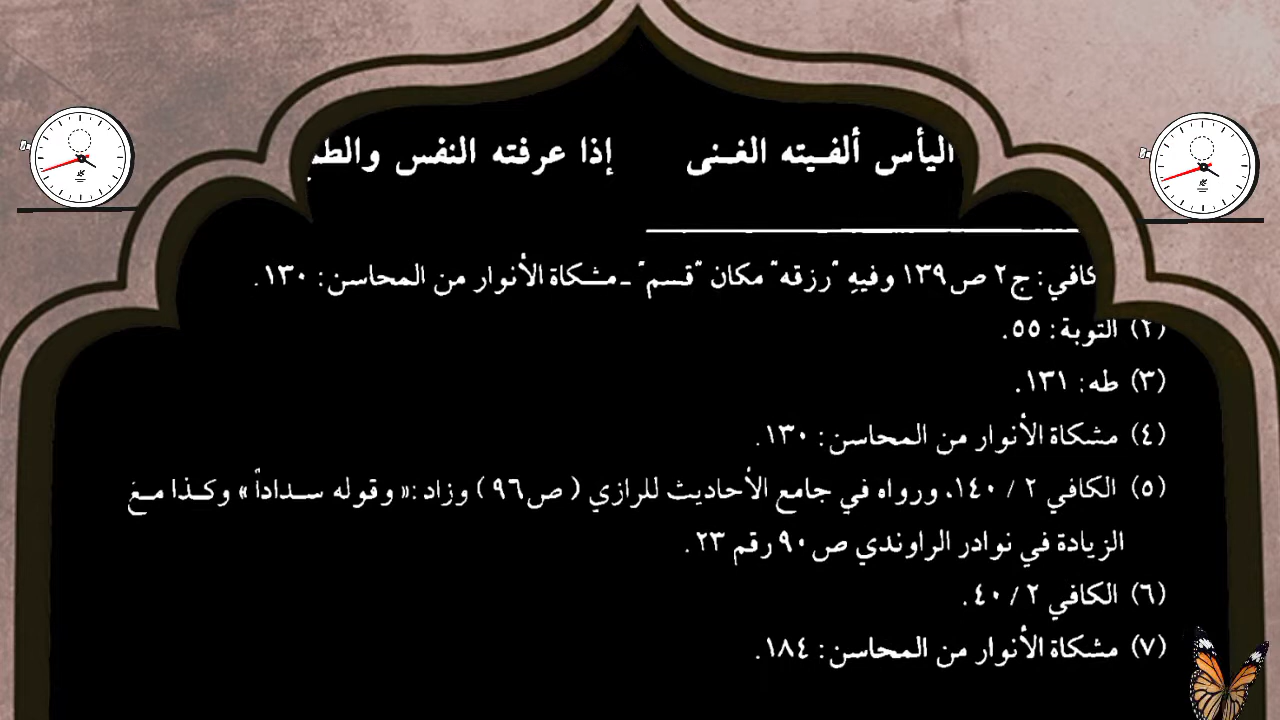 اليأس ألفيته الغنى إذا عرفته النفس
كافي: ج٢ ص١٣٩ وفيهِ "رزقه" مكان "قسم" ـ مشكاة الأنوار من المحاسن: ١٣٠.
(٢) التوبة: ٥٥.
(٣) طه: ١٣١.
(٤) مشكاة الأنوار من المحاسن: ١٣٠.
(٥) الكافي ٢ / ١٤٠، ورواه في جامع الأحاديث للرازي ( ص٩٦ ) وزاد:« وقوله سداداً » وكذا مع
الزيادة في نوادر الراوندي ص٩٠ رقم ٢٣.
(٦) الكافي ٢ / ٤٠.
(٧) مشكاة الأنوار من المحاسن: ١٨٤.